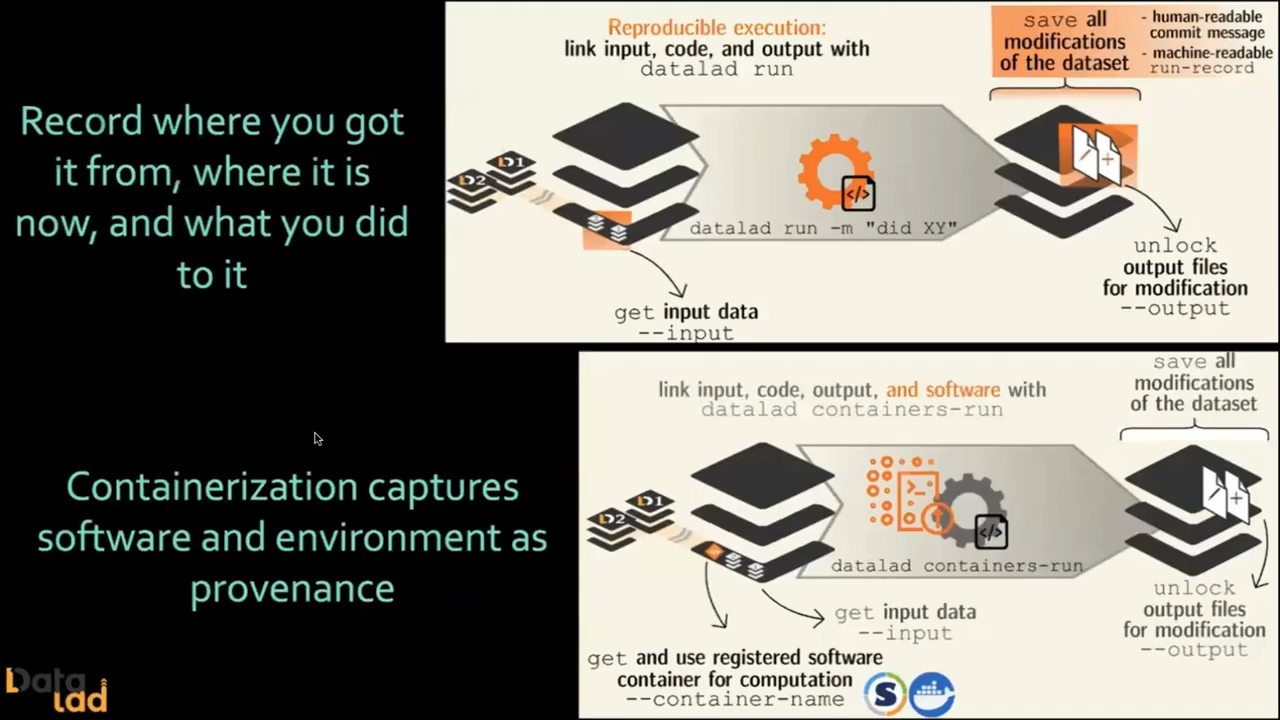 Record where you got
it from, where it is
now, and what you did
to it
Reproducible execution:
link input, code, and output with
datalad run
save all
modifications
of the dataset
- human-readable
commit message
- machine-readable
run-record
D1
D2
</>
datalad run -m "did XY"
get input data
--input
unlock
output files
for modification
--output
Containerization captures
software and environment as
provenance
link input, code, output, and software with
datalad containers-run
save all
modifications
of the dataset
D1
D2
>_
</>
datalad containers-run
get input data
--input
get and use registered software
container for computation
--container-name
S
unlock
output files
for modification
--output
DataLad